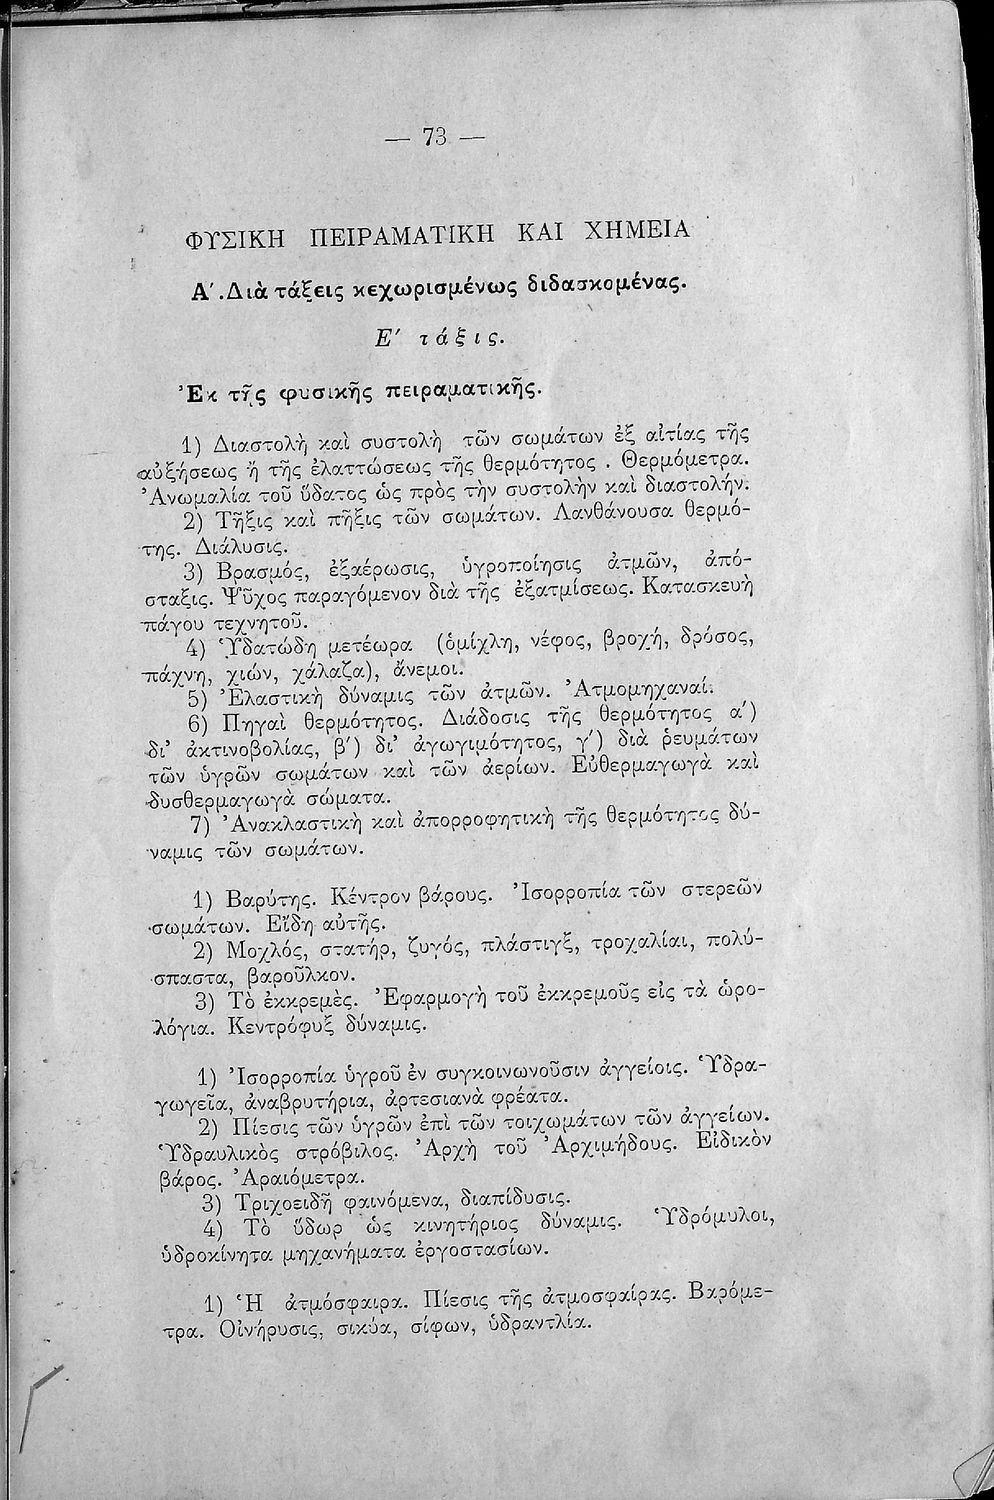 — 73 —
ΦΥΣΙΚΗ ΠΕΙΡΑΜΑΤΙΚΗ ΚΑΙ ΧΗΜΕΙΑ
Α΄. Διὰ τάξεις κεχωρισμένως διδασκομένας.
Ε΄ τάξις.
Ἐκ τῆς φυσικῆς πειραματικῆς.
1) Διαστολὴ καὶ συστολὴ τῶν σωμάτων ἐξ αἰτίας τῆς
αὐξήσεως ἢ τῆς ἐλαττώσεως τῆς θερμότητος . Θερμόμετρα.
Ἀνωμαλία τοῦ ὕδατος ὡς πρὸς τὴν συστολὴν καὶ διαστολήν.
2) Τῆξις καὶ πῆξις τῶν σωμάτων. Λανθάνουσα θερμό-
της. Διάλυσις.
3) Βρασμός, ἐξαέρωσις, ὑγροποίησις ἀτμῶν, ἀπό-
σταξις. Ψῦχος παραγόμενον διὰ τῆς ἐξατμίσεως. Κατασκευὴ
πάγου τεχνητοῦ.
4) Ὑδατώδη μετέωρα (ὁμίχλη, νέφος, βροχή, δρόσος,
πάχνη, χιών, χάλαζα), ἄνεμοι.
5) Ἐλαστικὴ δύναμις τῶν ἀτμῶν. Ἀτμομηχαναί.
6) Πηγαὶ θερμότητος. Διάδοσις τῆς θερμότητος α΄)
δι' ἀκτινοβολίας, β΄) δι' ἀγωγιμότητος, γ΄) διὰ ῥευμάτων
τῶν ὑγρῶν σωμάτων καὶ τῶν ἀερίων. Εὐθερμαγωγὰ καὶ
δυσθερμαγωγὰ σώματα.
7) Ἀνακλαστικὴ καὶ ἀπορροφητικὴ τῆς θερμότητος δύ-
ναμις τῶν σωμάτων.
1) Βαρύτης. Κέντρον βάρους. Ἰσορροπία τῶν στερεῶν
σωμάτων. Εἴδη αὐτῆς.
2) Μοχλός, στατήρ, ζυγός, πλάστιγξ, τροχαλίαι, πολύ-
σπαστα, βαροῦλκον.
3) Τὸ ἐκκρεμὲς. Ἐφαρμογὴ τοῦ ἐκκρεμοῦς εἰς τὰ ὡρο-
λόγια. Κεντρόφυξ δύναμις.
1) Ἰσορροπία ὑγροῦ ἐν συγκοινωνοῦσιν ἀγγείοις. Ὑδρα-
γωγεῖα, ἀναβρυτήρια, ἀρτεσιανὰ φρέατα.
2) Πίεσις τῶν ὑγρῶν ἐπὶ τῶν τοιχωμάτων τῶν ἀγγείων.
Ὑδραυλικὸς στρόβιλος. Ἀρχὴ τοῦ Ἀρχιμήδους. Εἰδικὸν
βάρος. Ἀραιόμετρα.
3) Τριχοειδῆ φαινόμενα, διαπίδυσις.
4) Τὸ ὕδωρ ὡς κινητήριος δύναμις. Ὑδρόμυλοι,
ὑδροκίνητα μηχανήματα ἐργοστασίων.
1) Ἡ ἀτμόσφαιρα. Πίεσις τῆς ἀτμοσφαίρας. Βαρόμε-
τρα. Οἰνήρυσις, σικύα, σίφων, ὑδραντλία.